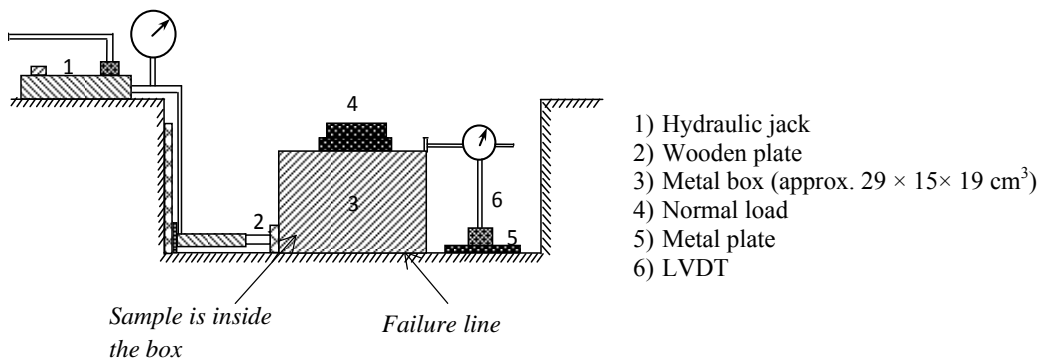 1
4
2
3
6
5
Sample is inside
the box
Failure line
1) Hydraulic jack
2) Wooden plate
3) Metal box (approx. 29 × 15× 19 cm³)
4) Normal load
5) Metal plate
6) LVDT